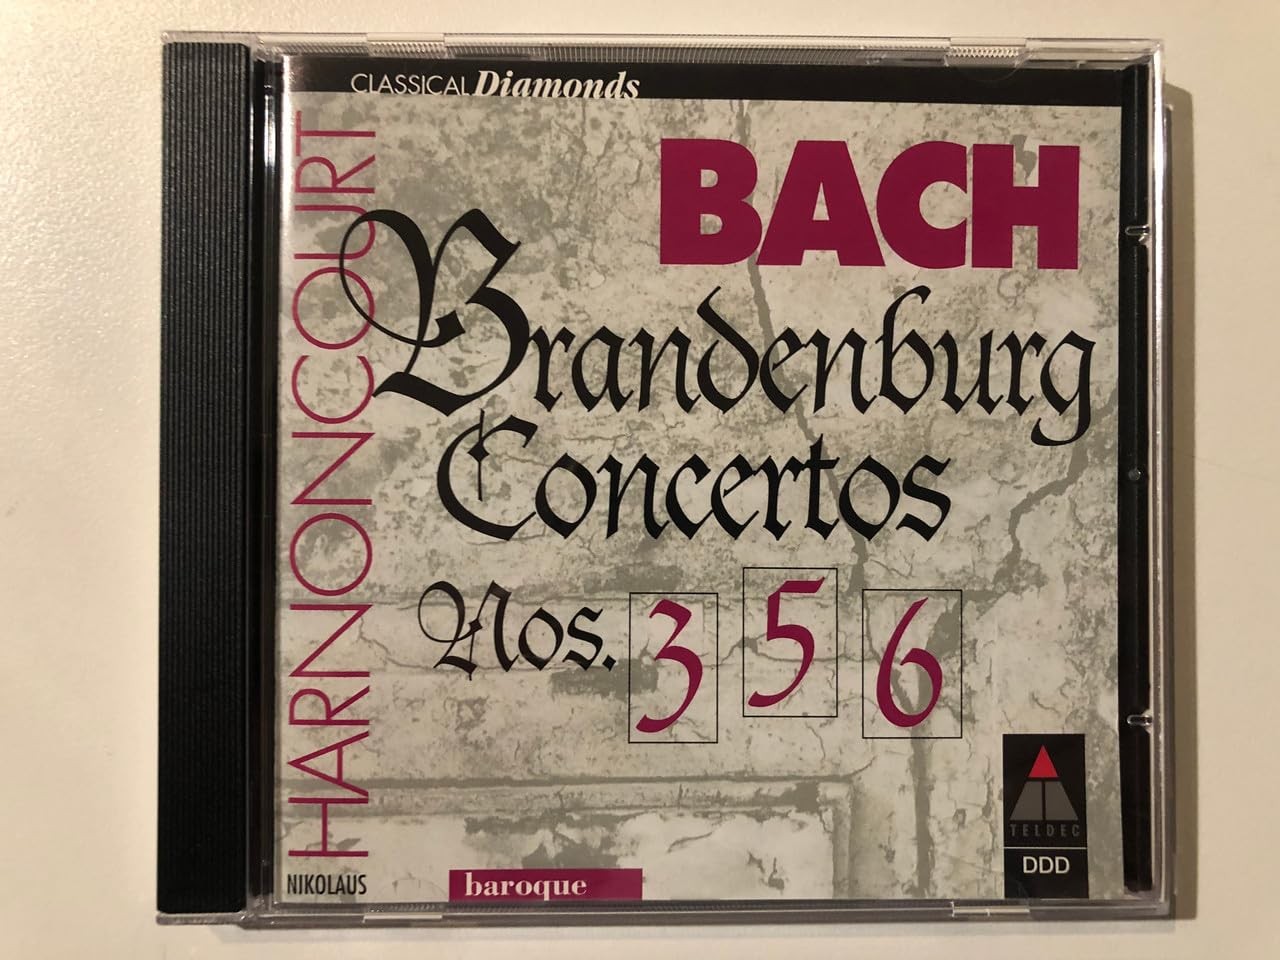 CLASSICAL Diamonds
BACH
Brandenburg
Concertos
Nos. 3 5 6
NIKOLAUS
HARNONCOURT
baroque
TELDEC
DDD